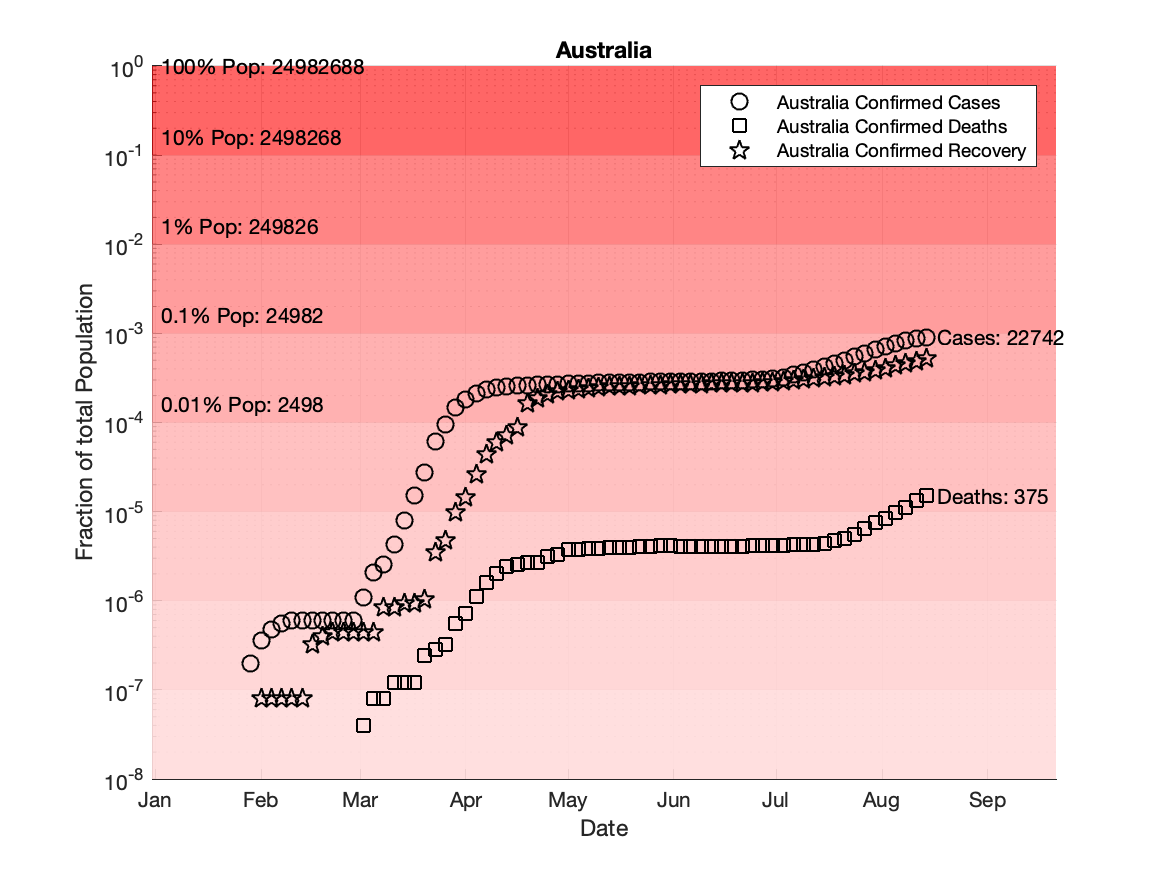 Australia
10^0
100% Pop: 24982688
Australia Confirmed Cases
Australia Confirmed Deaths
Australia Confirmed Recovery
10% Pop: 2498268
10^-1
1% Pop: 249826
10^-2
0.1% Pop: 24982
10^-3
Cases: 22742
0.01% Pop: 2498
10^-4
Deaths: 375
10^-5
10^-6
10^-7
10^-8
Fraction of total Population
Jan Feb Mar Apr May Jun Jul Aug Sep
Date